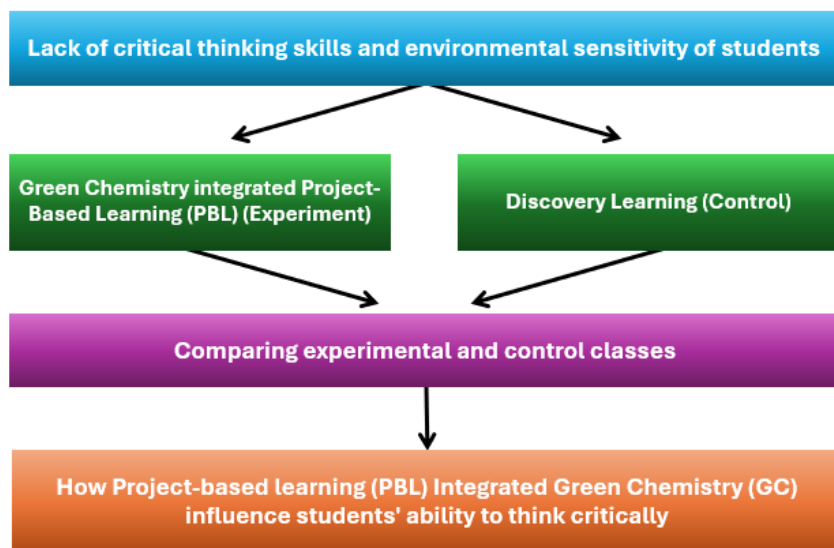 Lack of critical thinking skills and environmental sensitivity of students
Green Chemistry integrated Project-
Based Learning (PBL) (Experiment)
Discovery Learning (Control)
Comparing experimental and control classes
How Project-based learning (PBL) Integrated Green Chemistry (GC)
influence students' ability to think critically